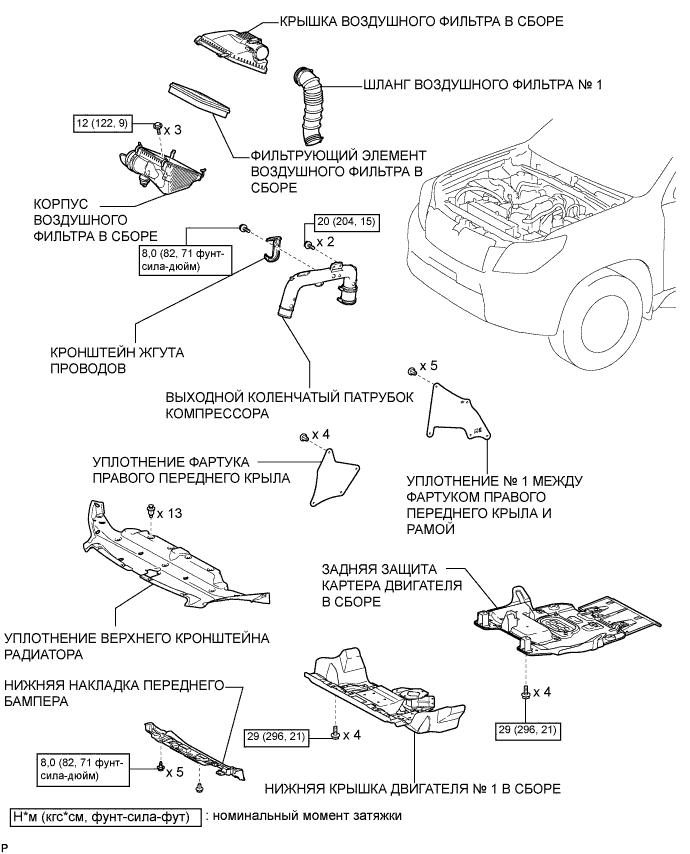 КРЫШКА ВОЗДУШНОГО ФИЛЬТРА В СБОРЕ
ШЛАНГ ВОЗДУШНОГО ФИЛЬТРА № 1
12 (122, 9)
x 3
ФИЛЬТРУЮЩИЙ ЭЛЕМЕНТ
ВОЗДУШНОГО ФИЛЬТРА В
СБОРЕ
КОРПУС
ВОЗДУШНОГО
ФИЛЬТРА В СБОРЕ
20 (204, 15)
x 2
8,0 (82, 71 фунт-
сила-дюйм)
КРОНШТЕЙН ЖГУТА
ПРОВОДОВ
ВЫХОДНОЙ КОЛЕНЧАТЫЙ ПАТРУБОК
КОМПРЕССОРА
x 5
x 4
УПЛОТНЕНИЕ ФАРТУКА
ПРАВОГО ПЕРЕДНЕГО КРЫЛА
УПЛОТНЕНИЕ № 1 МЕЖДУ
ФАРТУКОМ ПРАВОГО
ПЕРЕДНЕГО КРЫЛА И
РАМОЙ
x 13
ЗАДНЯЯ ЗАЩИТА
КАРТЕРА ДВИГАТЕЛЯ
В СБОРЕ
УПЛОТНЕНИЕ ВЕРХНЕГО КРОНШТЕЙНА
РАДИАТОРА
НИЖНЯЯ НАКЛАДКА ПЕРЕДНЕГО
БАМПЕРА
x 4
29 (296, 21)
29 (296, 21)
x 4
8,0 (82, 71 фунт-
сила-дюйм)
x 5
НИЖНЯЯ КРЫШКА ДВИГАТЕЛЯ № 1 В СБОРЕ
Н*м (кгс*см, фунт-сила-фут) : номинальный момент затяжки
P